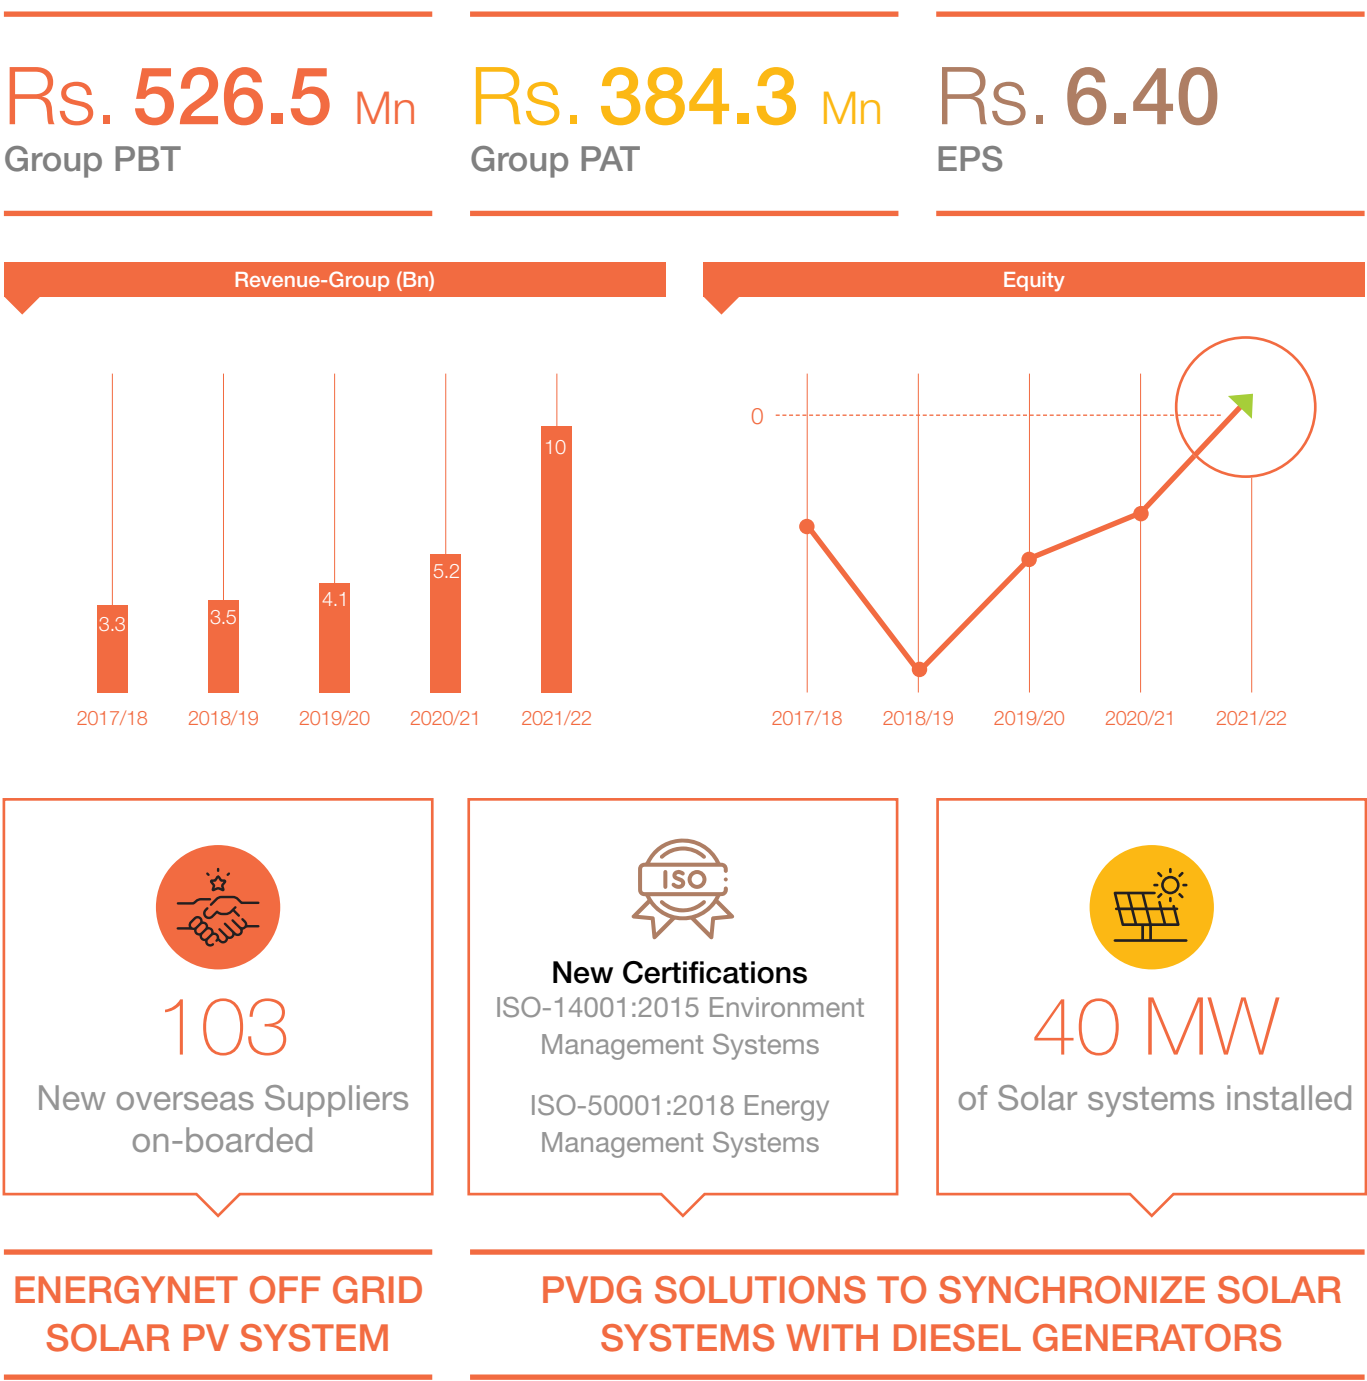 Rs. 526.5 Mn
Group PBT
Rs. 384.3 Mn
Group PAT
Rs. 6.40
EPS
Revenue-Group (Bn)
3.3
3.5
4.1
5.2
10
2017/18
2018/19
2019/20
2020/21
2021/22
Equity
0
2017/18
2018/19
2019/20
2020/21
2021/22
103
New overseas Suppliers
on-boarded
ISO
New Certifications
ISO-14001:2015 Environment
Management Systems
ISO-50001:2018 Energy
Management Systems
40 MW
of Solar systems installed
ENERGYNET OFF GRID
SOLAR PV SYSTEM
PVDG SOLUTIONS TO SYNCHRONIZE SOLAR
SYSTEMS WITH DIESEL GENERATORS